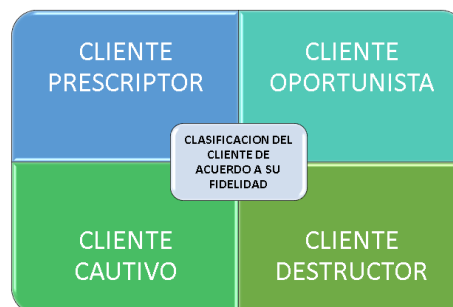 CLIENTE
PRESCRIPTOR
CLIENTE
OPORTUNISTA
CLASIFICACION DEL
CLIENTE DE
ACUERDO A SU
FIDELIDAD
CLIENTE
CAUTIVO
CLIENTE
DESTRUCTOR